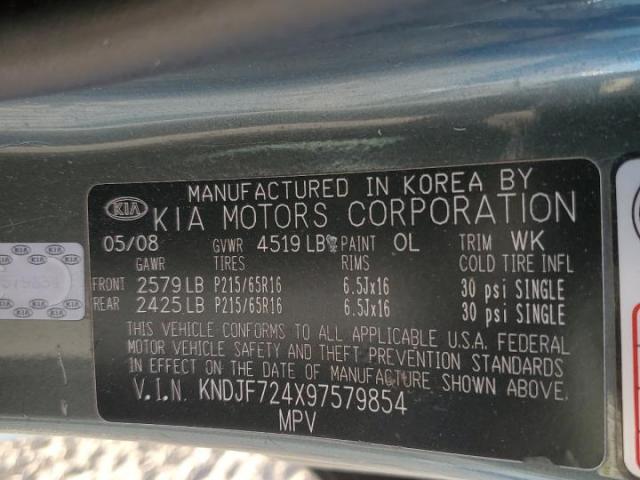 MANUFACTURED IN KOREA BY
KIA KIA MOTORS CORPORATION
05/08 GVWR 4519 LB PAINT OL TRIM WK
GAWR TIRES RIMS COLD TIRE INFL
FRONT 2579 LB P215/65R16 6.5Jx16 30 psi SINGLE
REAR 2425 LB P215/65R16 6.5Jx16 30 psi SINGLE
THIS VEHICLE CONFORMS TO ALL APPLICABLE U.S.A. FEDERAL
MOTOR VEHICLE SAFETY AND THEFT PREVENTION STANDARDS
IN EFFECT ON THE DATE OF MANUFACTURE SHOWN ABOVE.
V.I.N. KNDJF724X97579854
MPV